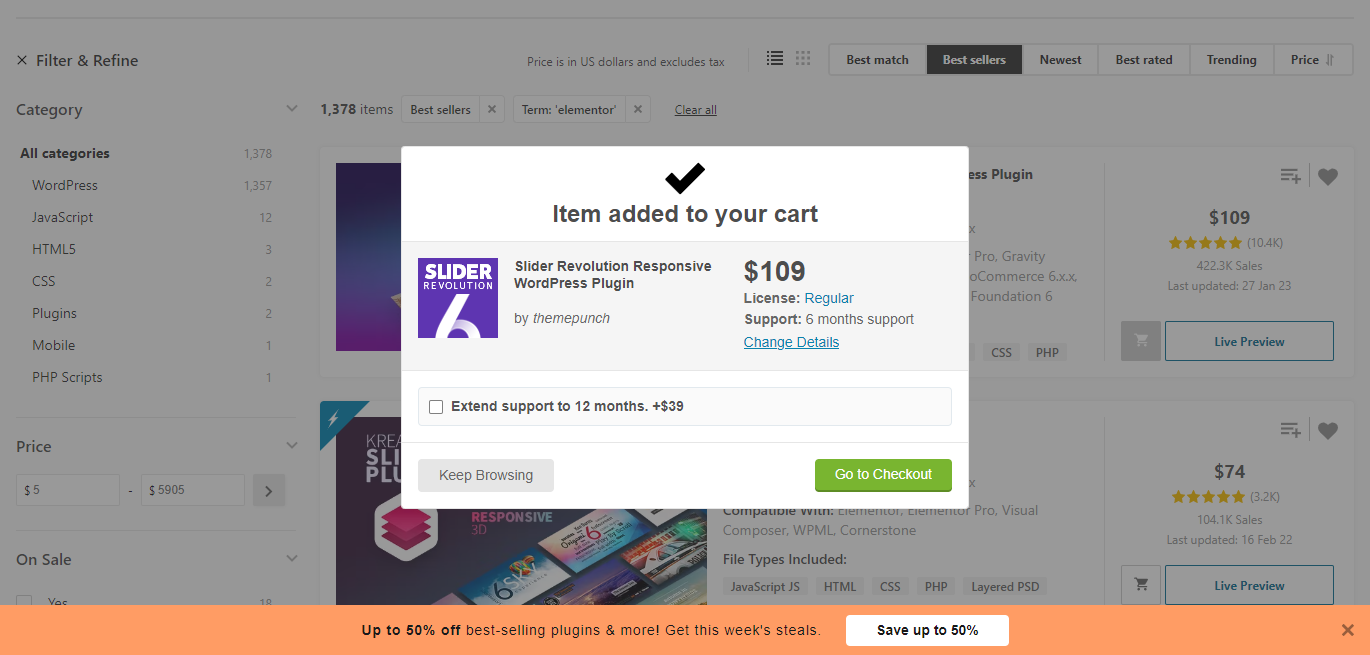 Filter & Refine
Price is in US dollars and excludes tax
Best match
Best sellers
Newest
Best rated
Trending
Price
Category
1,378 items
Best sellers
Term: 'elementor'
Clear all
All categories 1,378
WordPress 1,357
JavaScript 12
HTML5 3
CSS 2
Plugins 2
Mobile 1
PHP Scripts 1
Price
$ 5 - $ 5905
On Sale
Yes 18
Item added to your cart
SLIDER
REVOLUTION
6
Slider Revolution Responsive
WordPress Plugin
by themepunch
$109
License: Regular
Support: 6 months support
Change Details
Extend support to 12 months. +$39
Keep Browsing
Go to Checkout
ess Plugin
x
Pro, Gravity
oCommerce 6.x.x,
Foundation 6
CSS
PHP
$109
(10.4K)
422.3K Sales
Last updated: 27 Jan 23
Live Preview
KREA
SLI
PLU
RESPONSIVE
3D
Origami
6
6SKY
x
Compatible With: Elementor, Elementor Pro, Visual
Composer, WPML, Cornerstone
File Types Included:
JavaScript JS
HTML
CSS
PHP
Layered PSD
$74
(3.2K)
104.1K Sales
Last updated: 16 Feb 22
Live Preview
Up to 50% off best-selling plugins & more! Get this week's steals.
Save up to 50%